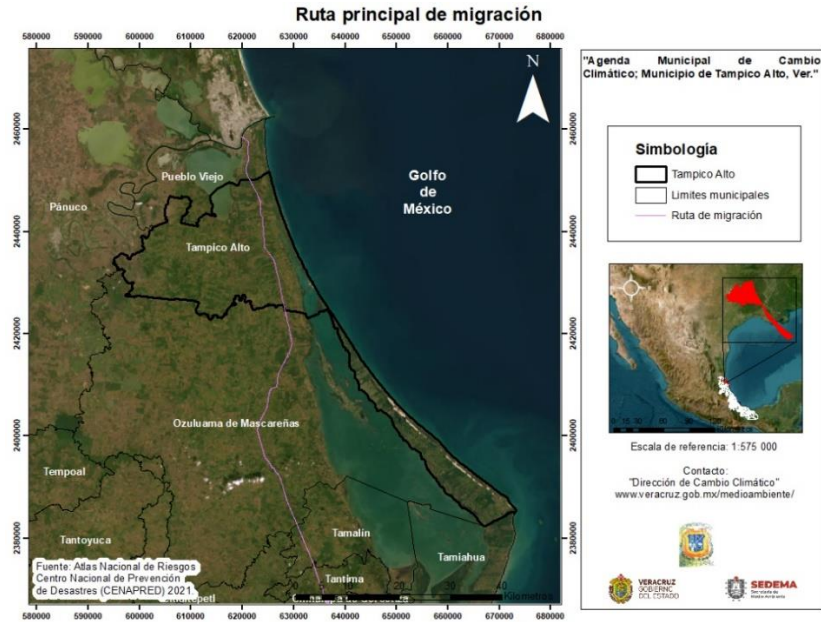 Ruta principal de migración
580000 590000 600000 610000 620000 630000 640000 650000 660000 670000
2460000
2440000
2420000
2400000
2380000
2460000
2440000
2420000
2400000
2380000
N
Golfo
de
México
Pueblo Viejo
Pánuco
Tampico Alto
Ozuluama de Mascareñas
Tempoal
Tantoyuca
Tamalín
Tamiahua
Tantima
Fuente: Atlas Nacional de Riesgos
Centro Nacional de Prevención
de Desastres (CENAPRED) 2021.
40
Kilometros
580000 590000 600000 610000 620000 630000 640000 650000 660000 680000
"Agenda Municipal de Cambio
Climático; Municipio de Tampico Alto, Ver."
Simbología
Tampico Alto
Limites municipales
Ruta de migración
Escala de referencia: 1:575 000
Contacto:
"Dirección de Cambio Climático"
www.veracruz.gob.mx/medioambiente/
VERACRUZ
GOBIERNO
DEL ESTADO
SEDEMA